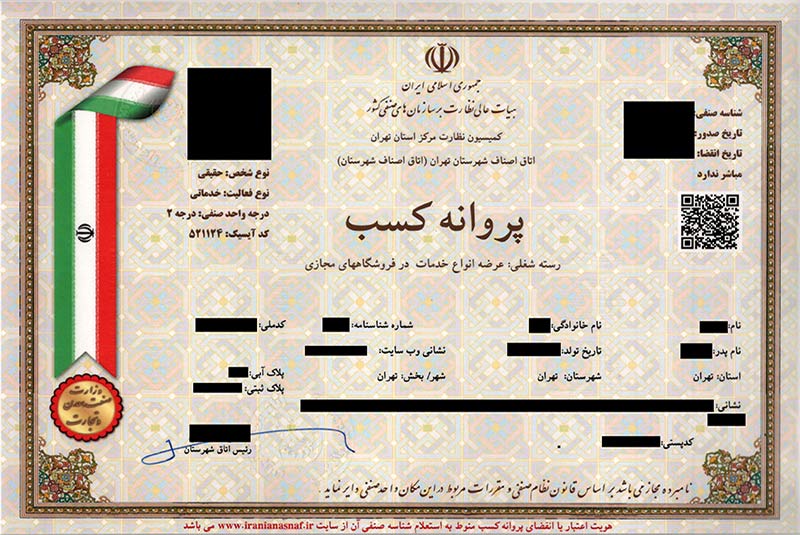 جمهوری اسلامی ایران
هیات عالی نظارت بر سازمان های صنفی کشور
کمیسیون نظارت مرکز استان تهران
اتاق اصناف شهرستان تهران (اتاق اصناف شهرستان)
شناسه صنفی:
تاریخ صدور:
تاریخ انقضا:
مباشر ندارد
نوع شخص: حقیقی
نوع فعالیت: خدماتی
درجه واحد صنفی: درجه ۲
کد آیسیک: ۵۲۱۱۲۴
پروانه کسب
رسته شغلی: عرضه انواع خدمات در فروشگاههای مجازی
نام: نام خانوادگی: شماره شناسنامه: کدملی:
نام پدر: تاریخ تولد: نشانی وب سایت: پلاک آبی:
استان: تهران شهرستان: تهران شهر/ بخش: تهران پلاک ثبتی:
نشانی:
کدپستی:
رئیس اتاق شهرستان
وزارت
صنعت، معدن
و تجارت
نامبرده مجاز می باشد بر اساس قانون نظام صنفی و مقررات مربوط در این مکان واحد صنفی دایر نماید.
هویت اعتبار یا انقضای پروانه کسب منوط به استعلام شناسه صنفی آن از سایت www.iranianasnaf.ir می باشد